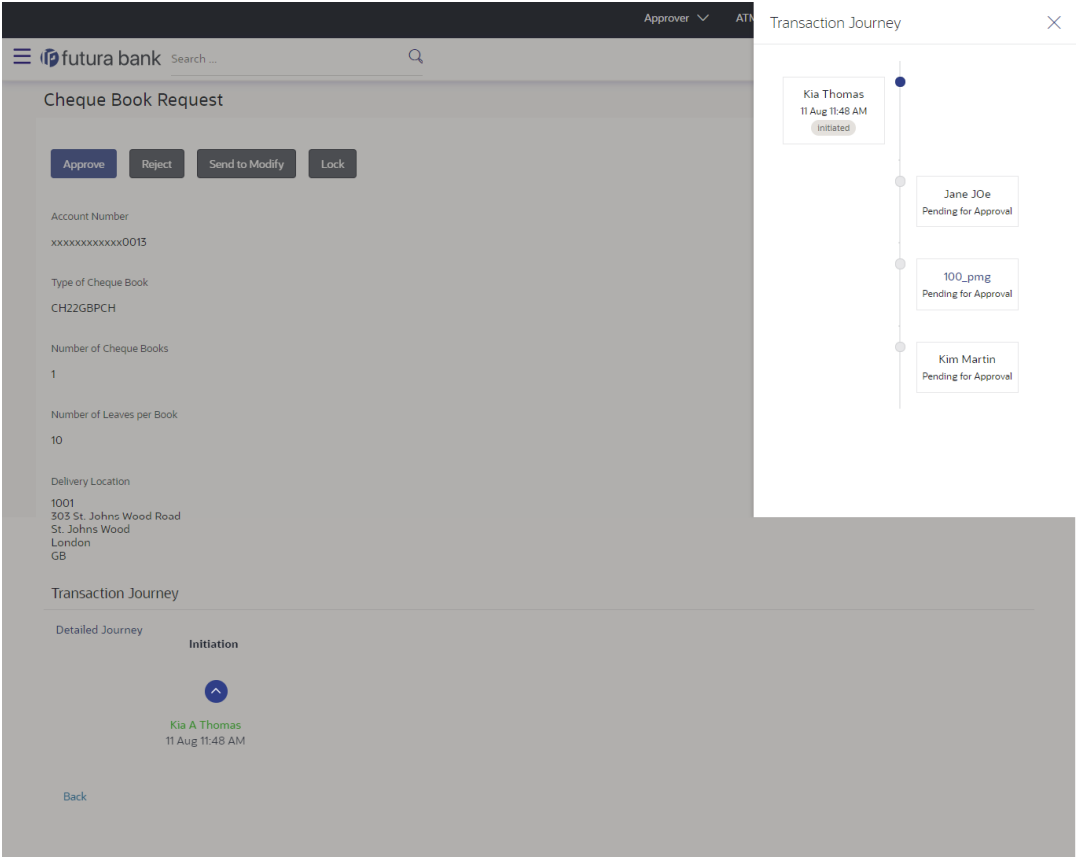 Approver
ATM
futura bank
Search ...
Cheque Book Request
Approve
Reject
Send to Modify
Lock
Account Number
xxxxxxxxxxxx0013
Type of Cheque Book
CH22GBPCH
Number of Cheque Books
1
Number of Leaves per Book
10
Delivery Location
1001
303 St. Johns Wood Road
St. Johns Wood
London
GB
Transaction Journey
Detailed Journey
Initiation
Kia A Thomas
11 Aug 11:48 AM
Back
Transaction Journey
Kia Thomas
11 Aug 11:48 AM
Initiated
Jane JOe
Pending for Approval
100_pmg
Pending for Approval
Kim Martin
Pending for Approval